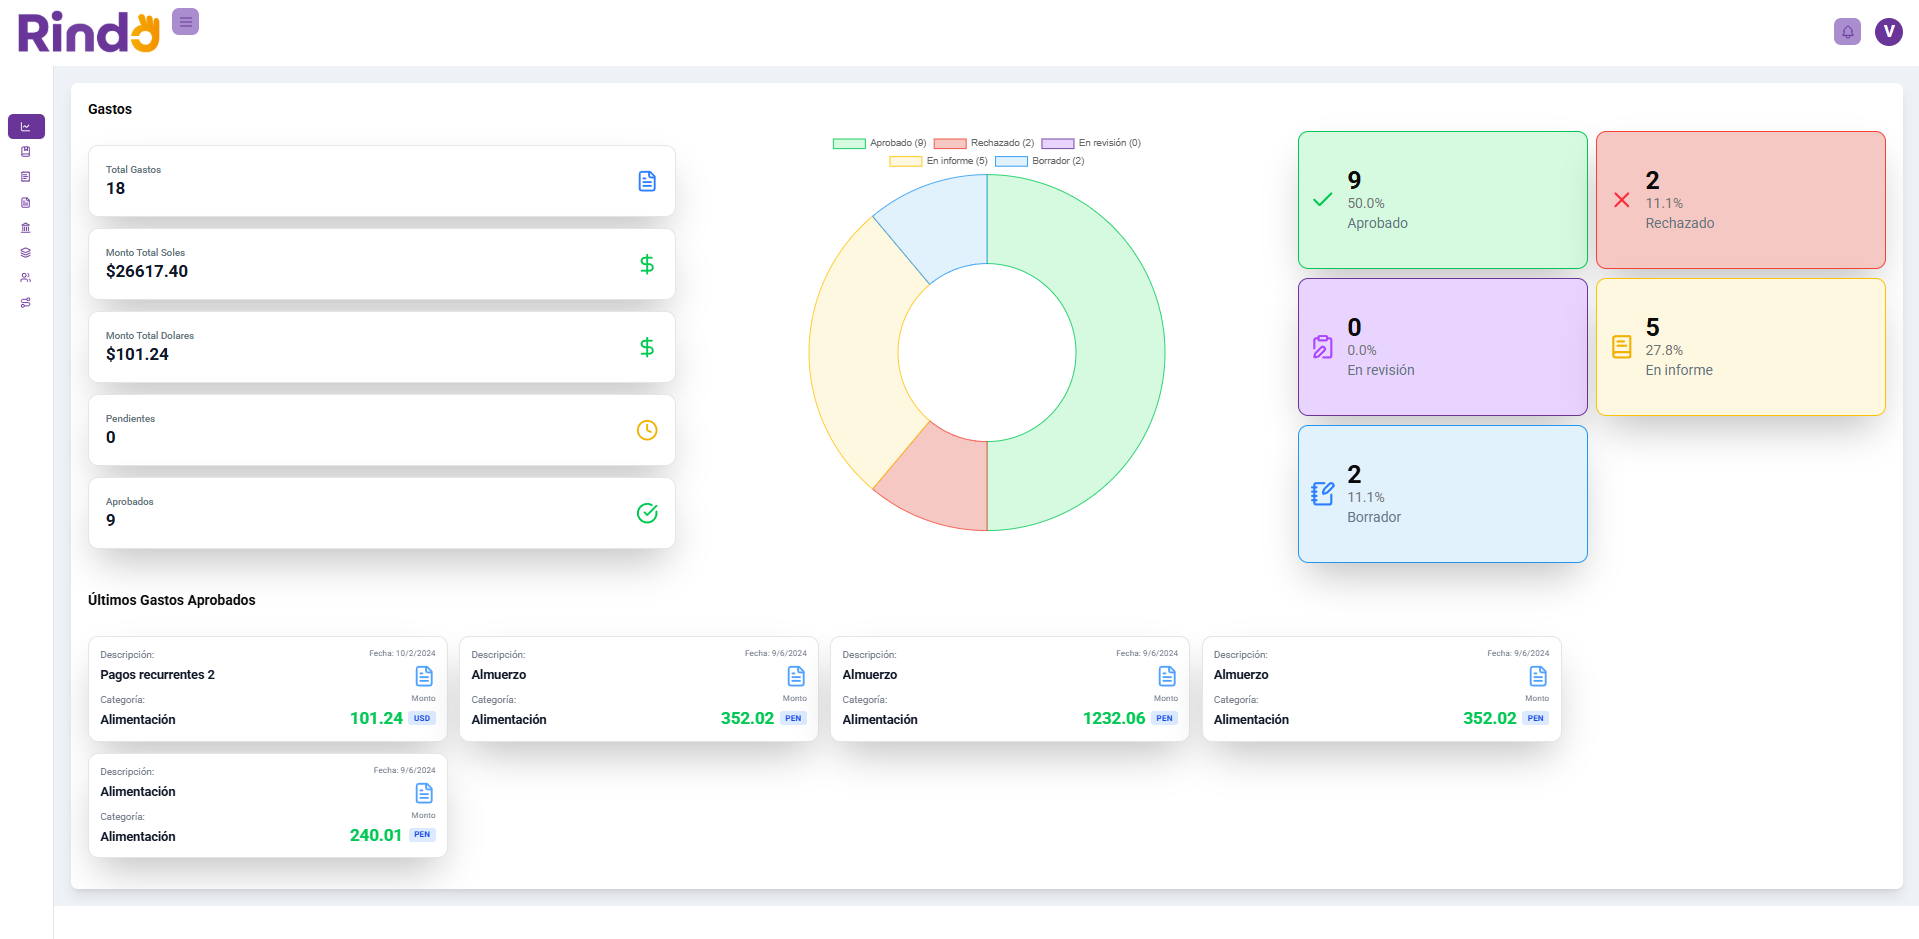 Rindo
V
Gastos
Total Gastos
18
Monto Total Soles
$26617.40
Monto Total Dolares
$101.24
Pendientes
0
Aprobados
9
Aprobado (9) Rechazado (2) En revisión (0)
En informe (5) Borrador (2)
9
50.0%
Aprobado
2
11.1%
Rechazado
0
0.0%
En revisión
5
27.8%
En informe
2
11.1%
Borrador
Últimos Gastos Aprobados
Descripción: Fecha: 10/2/2024
Pagos recurrentes 2
Categoría: Monto
Alimentación 101.24 USD
Descripción: Fecha: 9/6/2024
Almuerzo
Categoría: Monto
Alimentación 352.02 PEN
Descripción: Fecha: 9/6/2024
Almuerzo
Categoría: Monto
Alimentación 1232.06 PEN
Descripción: Fecha: 9/6/2024
Almuerzo
Categoría: Monto
Alimentación 352.02 PEN
Descripción: Fecha: 9/6/2024
Alimentación
Categoría: Monto
Alimentación 240.01 PEN